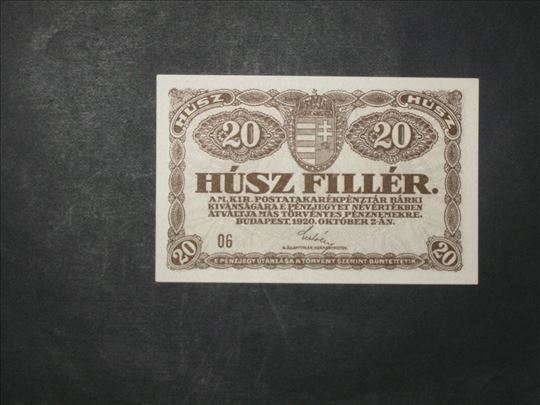 HÚSZ HÚSZ
20 20
HÚSZ FILLÉR.
A M. KIR. POSTATAKARÉKPÉNZTÁR BÁRKI
KIVÁNSÁGÁRA E PÉNZJEGYET NÉVÉRTÉKBEN
ÁTVÁLTJA MÁS TÖRVÉNYES PÉNZNEMEKRE.
BUDAPEST, 1920. OKTÓBER 2-ÁN.
06
20 20
E PÉNZJEGY UTÁNZÁSA A TÖRVÉNY SZERINT BÜNTETTETIK